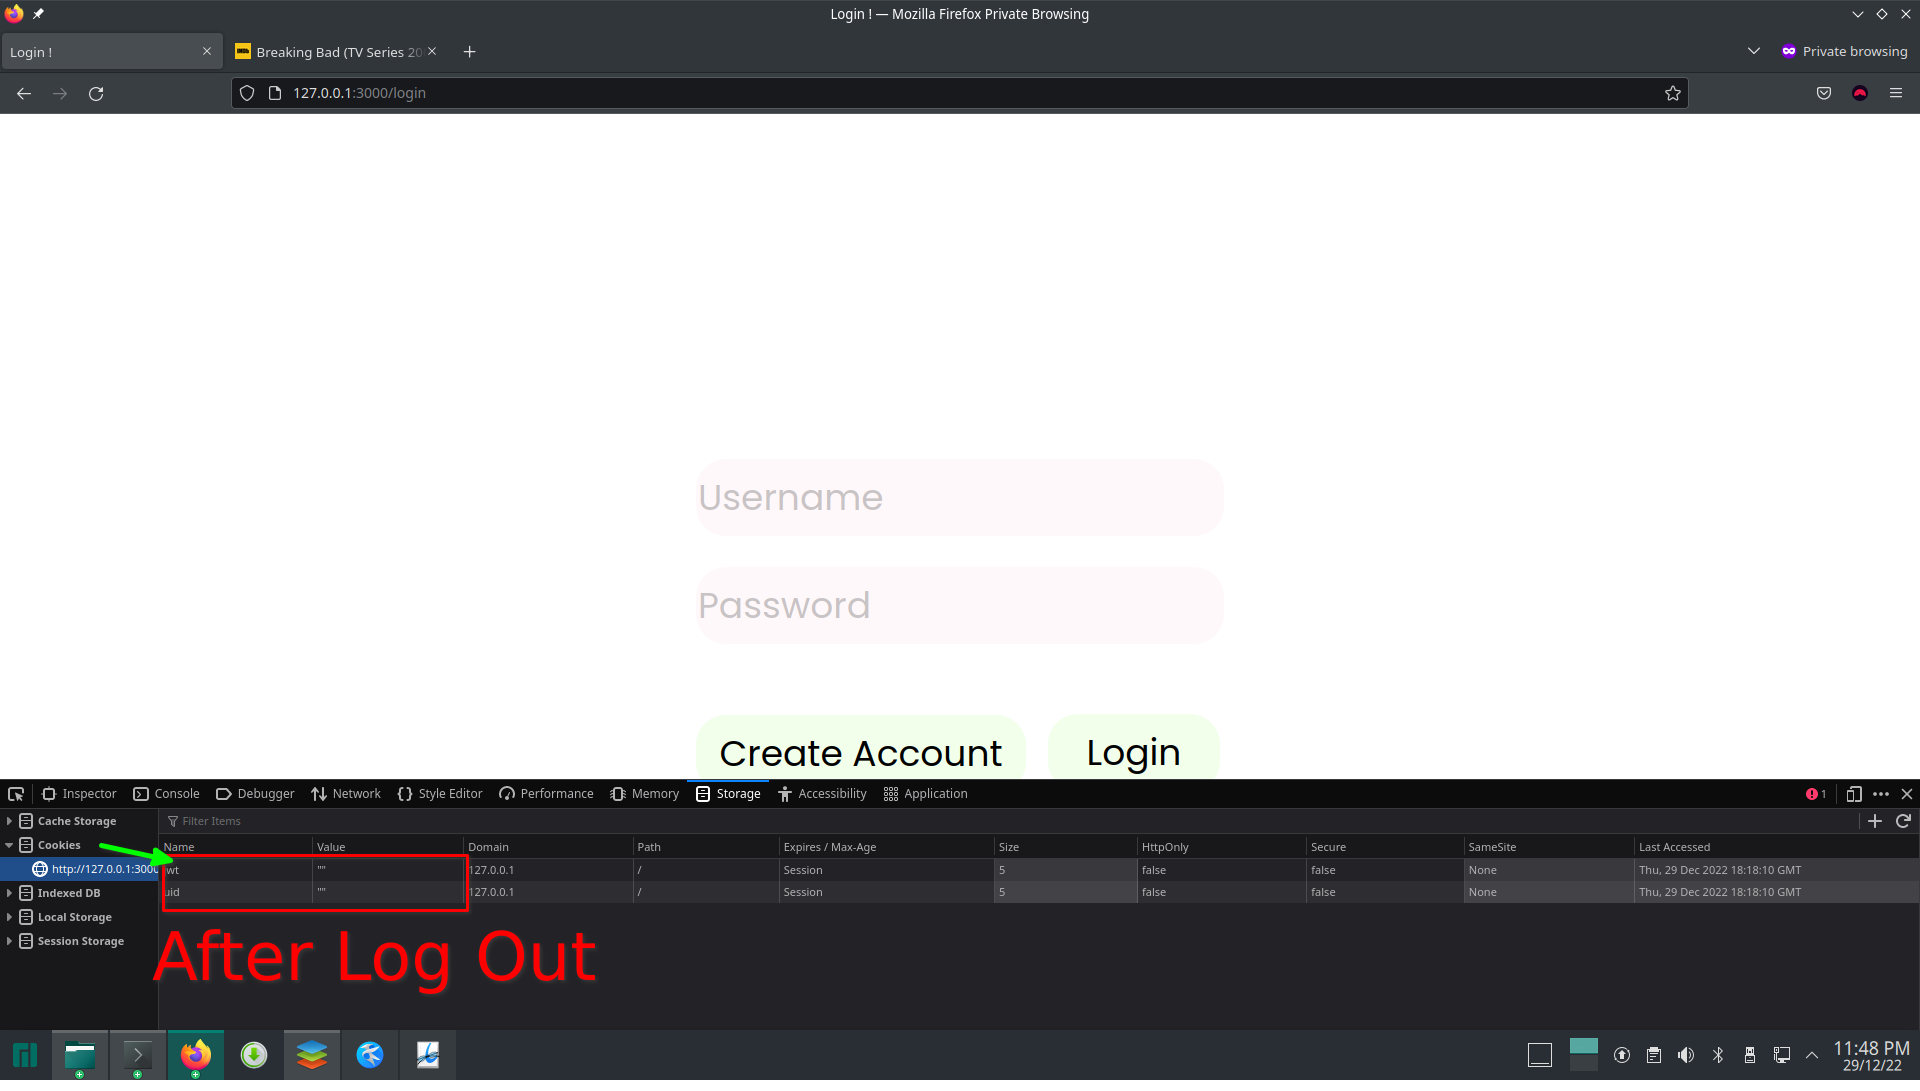 Login ! — Mozilla Firefox Private Browsing
Login !
IMDb Breaking Bad (TV Series 20
Private browsing
127.0.0.1:3000/login
Username
Password
Create Account Login
Inspector Console Debugger Network Style Editor Performance Memory Storage Accessibility Application 1
Cache Storage
Filter Items
Cookies
http://127.0.0.1:3000
Indexed DB
Local Storage
Session Storage
Name Value Domain Path Expires / Max-Age Size HttpOnly Secure SameSite Last Accessed
wt "" 127.0.0.1 / Session 5 false false None Thu, 29 Dec 2022 18:18:10 GMT
uid "" 127.0.0.1 / Session 5 false false None Thu, 29 Dec 2022 18:18:10 GMT
After Log Out
11:48 PM
29/12/22